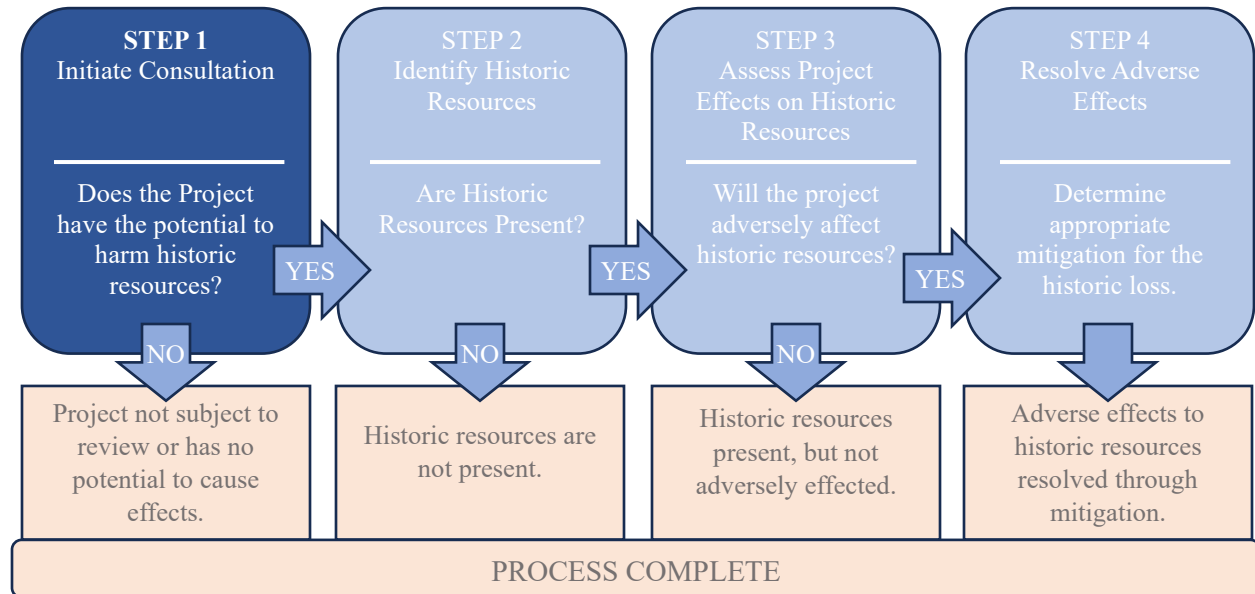 STEP 1
Initiate Consultation
Does the Project
have the potential to
harm historic
resources?
YES
NO
STEP 2
Identify Historic
Resources
Are Historic
Resources Present?
YES
NO
STEP 3
Assess Project
Effects on Historic
Resources
Will the project
adversely affect
historic resources?
YES
NO
STEP 4
Resolve Adverse
Effects
Determine
appropriate
mitigation for the
historic loss.
Project not subject to
review or has no
potential to cause
effects.
Historic resources are
not present.
Historic resources
present, but not
adversely effected.
Adverse effects to
historic resources
resolved through
mitigation.
PROCESS COMPLETE